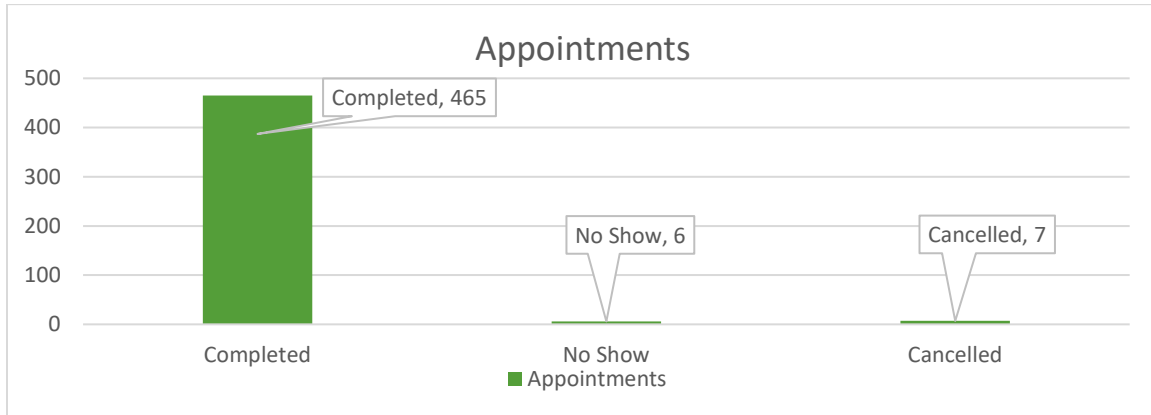 Appointments
500
400
300
200
100
0
Completed, 465
No Show, 6
Cancelled, 7
Completed
No Show
Cancelled
Appointments